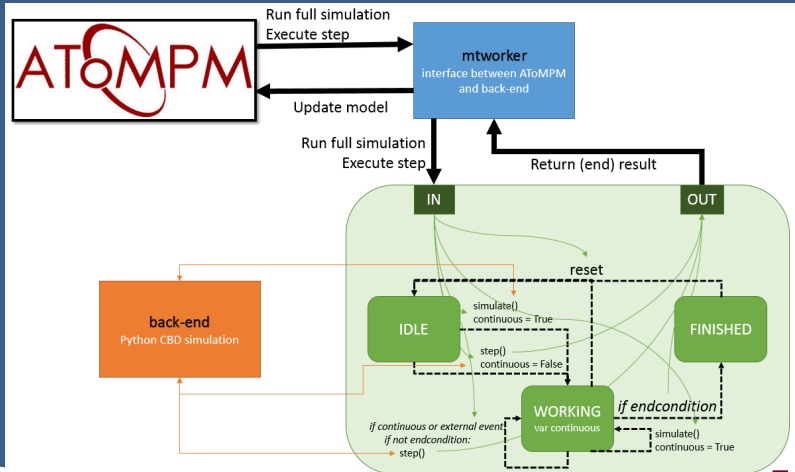 Run full simulation
Execute step
AToMPM
mtworker
interface between AToMPM
and back-end
Update model
Run full simulation
Execute step
Return (end) result
IN
OUT
reset
simulate()
continuous = True
back-end
Python CBD simulation
IDLE
FINISHED
step()
continuous = False
WORKING
var continuous
if endcondition
if continuous or external event
if not endcondition:
step()
simulate()
continuous = True